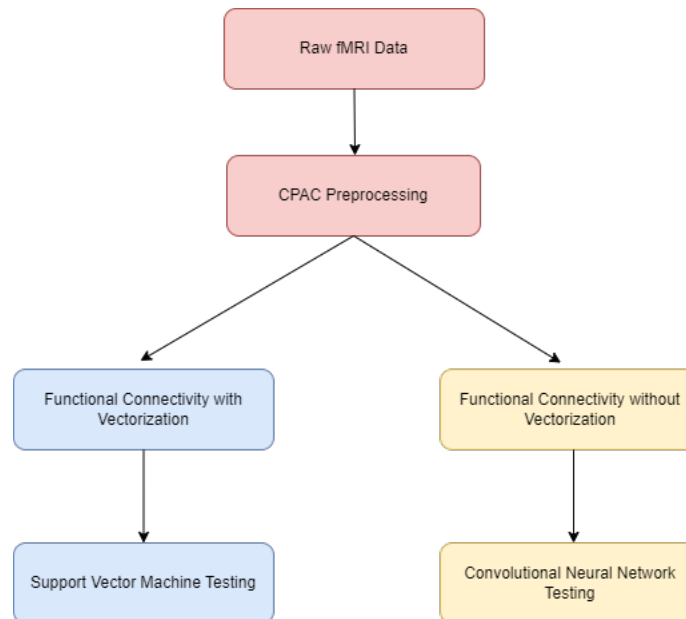 Raw fMRI Data
CPAC Preprocessing
Functional Connectivity with
Vectorization
Functional Connectivity without
Vectorization
Support Vector Machine Testing
Convolutional Neural Network
Testing